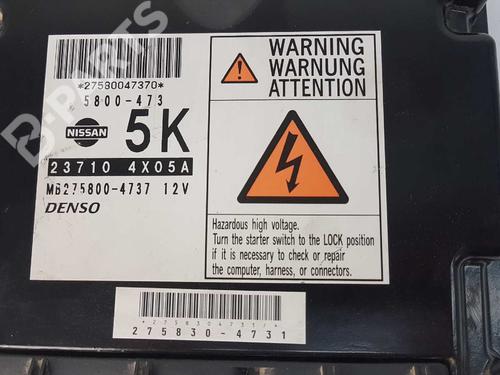 *27580047370*
5800-473
NISSAN
5K
23710 4X05A
MB275800-4737 12V
DENSO
WARNING
WARNUNG
ATTENTION
Hazardous high voltage.
Turn the starter switch to the LOCK position
if it is necessary to check or repair
the computer, harness, or connectors.
275830-4731
B-PARTS